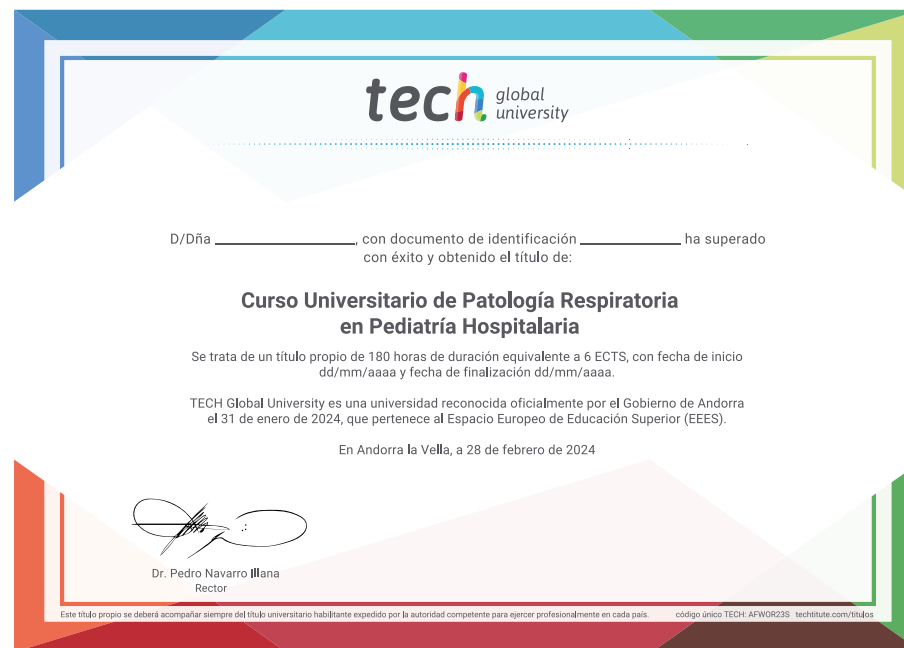 tech global university
D/Dña ____________, con documento de identificación ____________ ha superado
con éxito y obtenido el título de:
Curso Universitario de Patología Respiratoria
en Pediatría Hospitalaria
Se trata de un título propio de 180 horas de duración equivalente a 6 ECTS, con fecha de inicio
dd/mm/aaaa y fecha de finalización dd/mm/aaaa.
TECH Global University es una universidad reconocida oficialmente por el Gobierno de Andorra
el 31 de enero de 2024, que pertenece al Espacio Europeo de Educación Superior (EEES).
En Andorra la Vella, a 28 de febrero de 2024
Dr. Pedro Navarro Illana
Rector
Este título propio se deberá acompañar siempre del título universitario habilitante expedido por la autoridad competente para ejercer profesionalmente en cada país. código único TECH: AFWOR23S techtitute.com/titulos